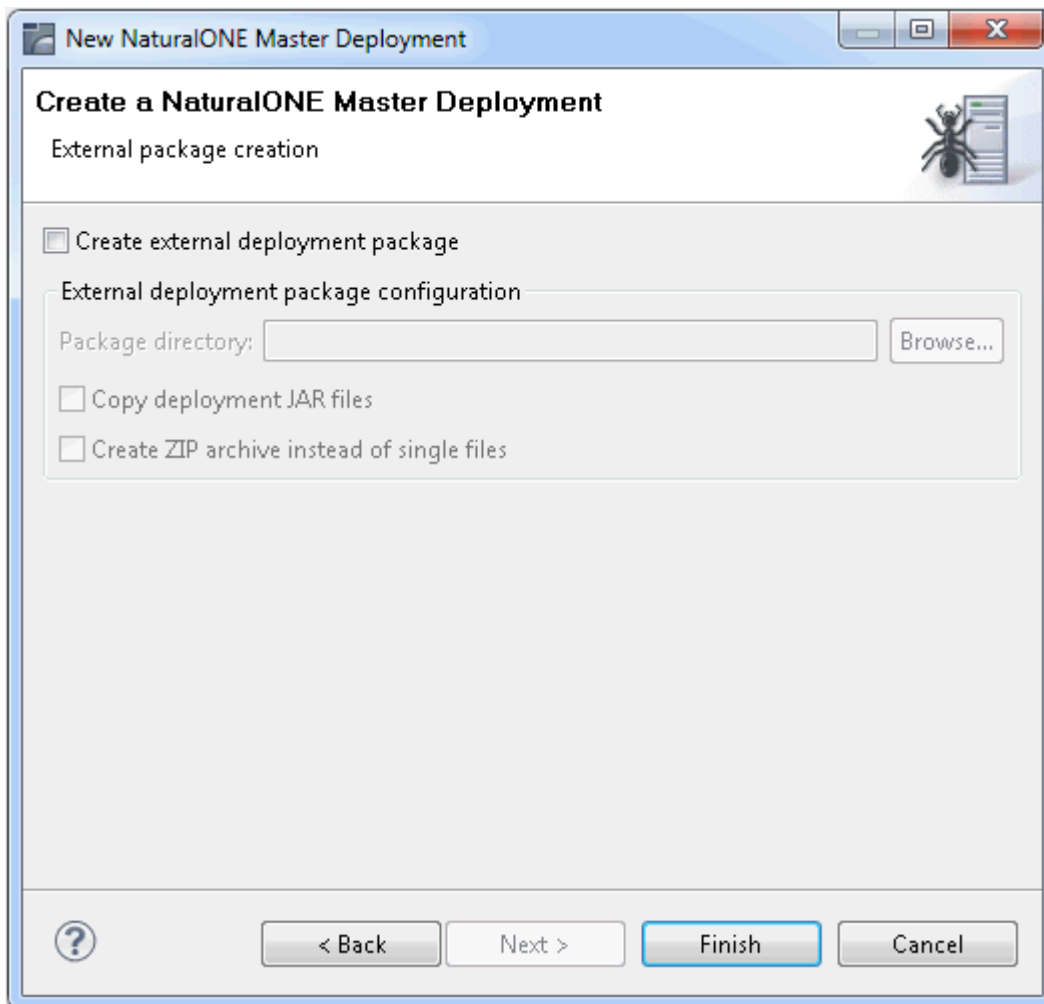 New NaturalONE Master Deployment
Create a NaturalONE Master Deployment
External package creation
Create external deployment package
External deployment package configuration
Package directory: Browse...
Copy deployment JAR files
Create ZIP archive instead of single files
? < Back Next > Finish Cancel